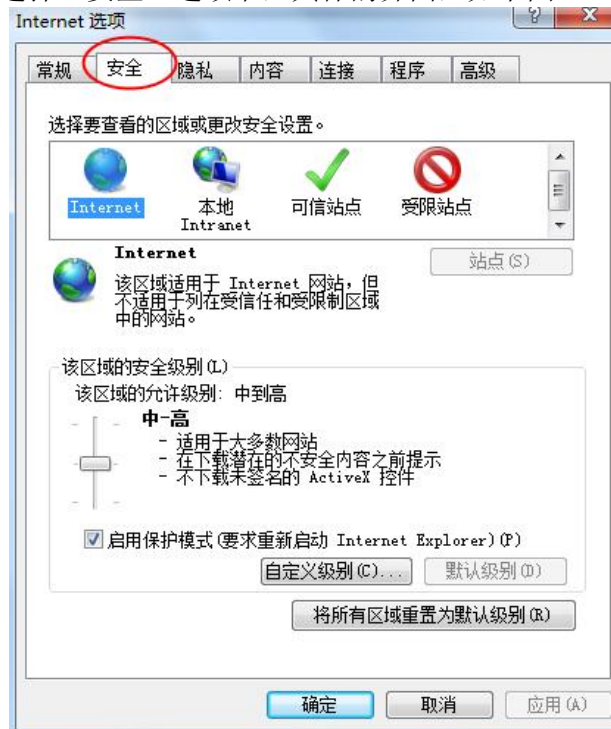 Internet 选项
常规 安全 隐私 内容 连接 程序 高级
选择要查看的区域或更改安全设置。
Internet 本地 Intranet 可信站点 受限站点
Internet
站点(S)
该区域适用于 Internet 网站，但
不适用于列在受信任和受限制区域
中的网站。
该区域的安全级别(L)
该区域的允许级别: 中到高
中-高
- 适用于大多数网站
- 在下载潜在的不安全内容之前提示
- 不下载未签名的 ActiveX 控件
启用保护模式(要求重新启动 Internet Explorer)(P)
自定义级别(C)... 默认级别(D)
将所有区域重置为默认级别(R)
确定 取消 应用(A)